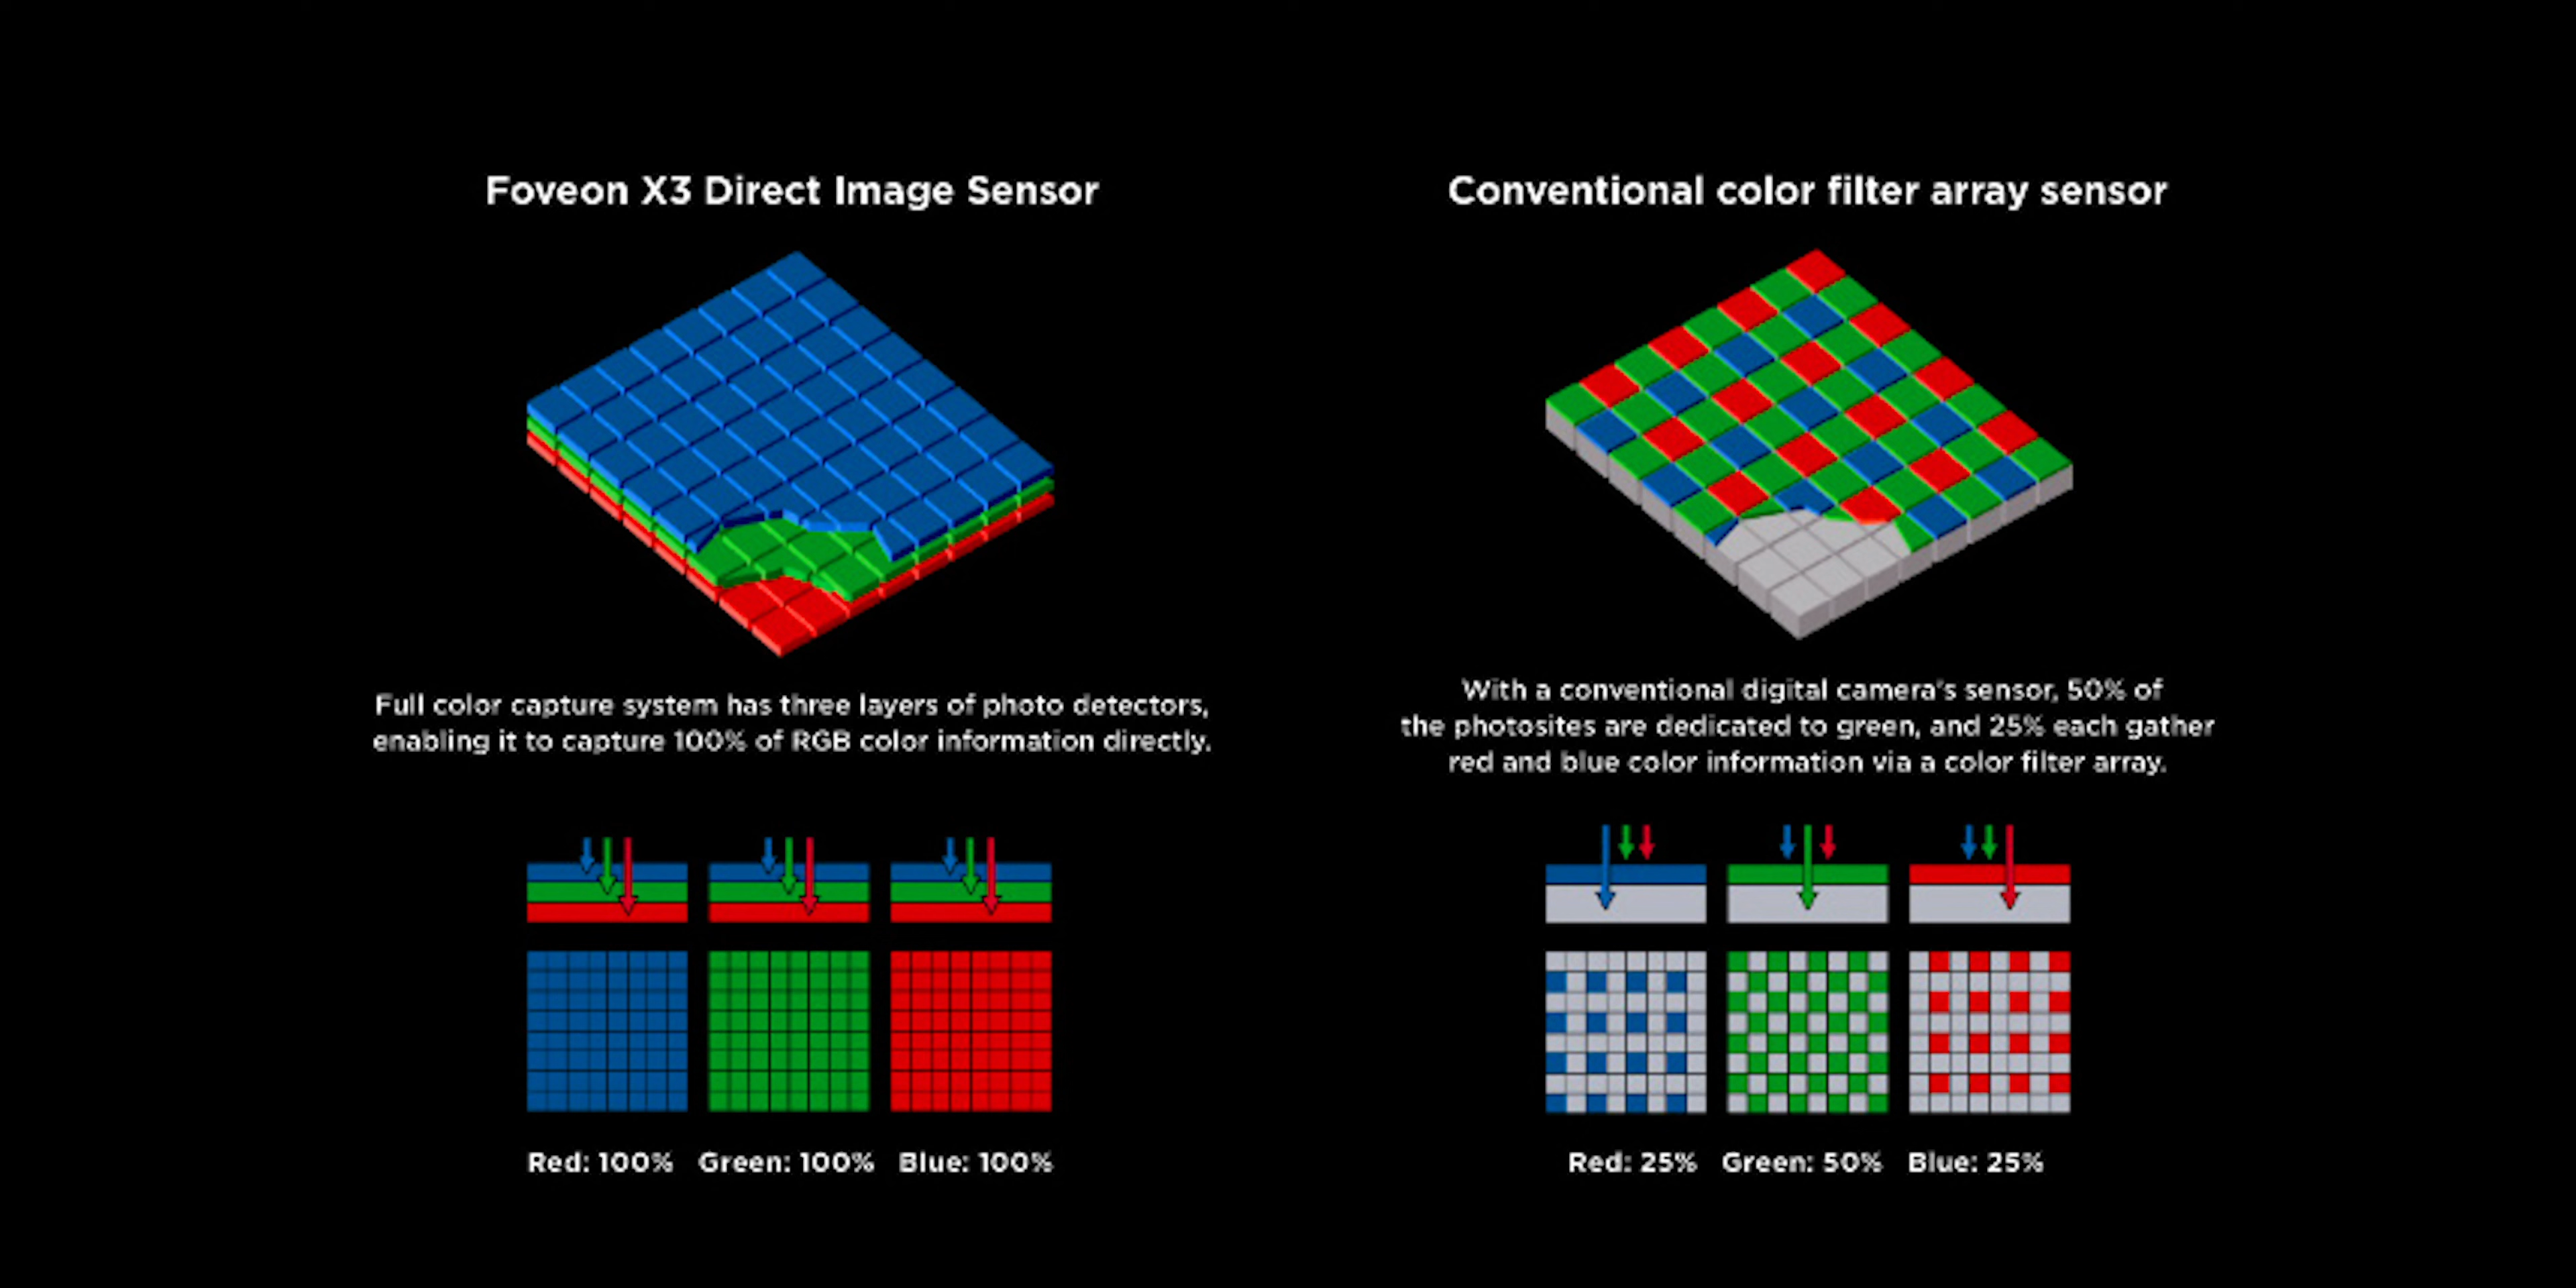 Foveon X3 Direct Image Sensor
Full color capture system has three layers of photo detectors,
enabling it to capture 100% of RGB color information directly.
Red: 100% Green: 100% Blue: 100%
Conventional color filter array sensor
With a conventional digital camera's sensor, 50% of
the photosites are dedicated to green, and 25% each gather
red and blue color information via a color filter array.
Red: 25% Green: 50% Blue: 25%